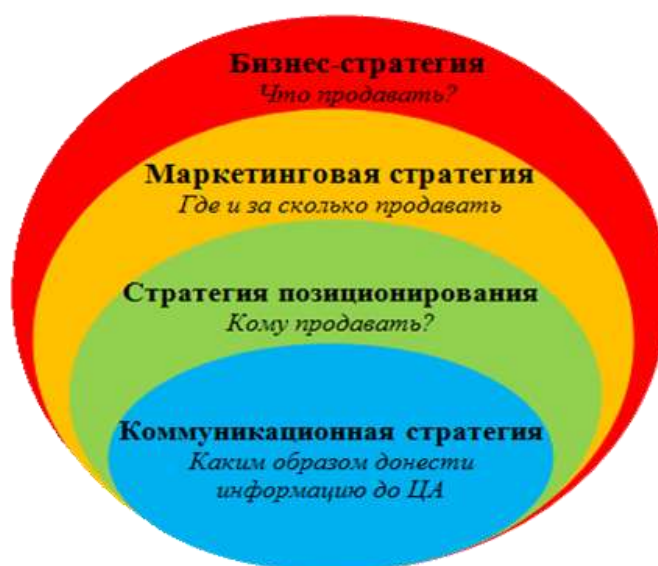 Бизнес-стратегия
Что продавать?
Маркетинговая стратегия
Где и за сколько продавать
Стратегия позиционирования
Кому продавать?
Коммуникационная стратегия
Каким образом донести
информацию до ЦА